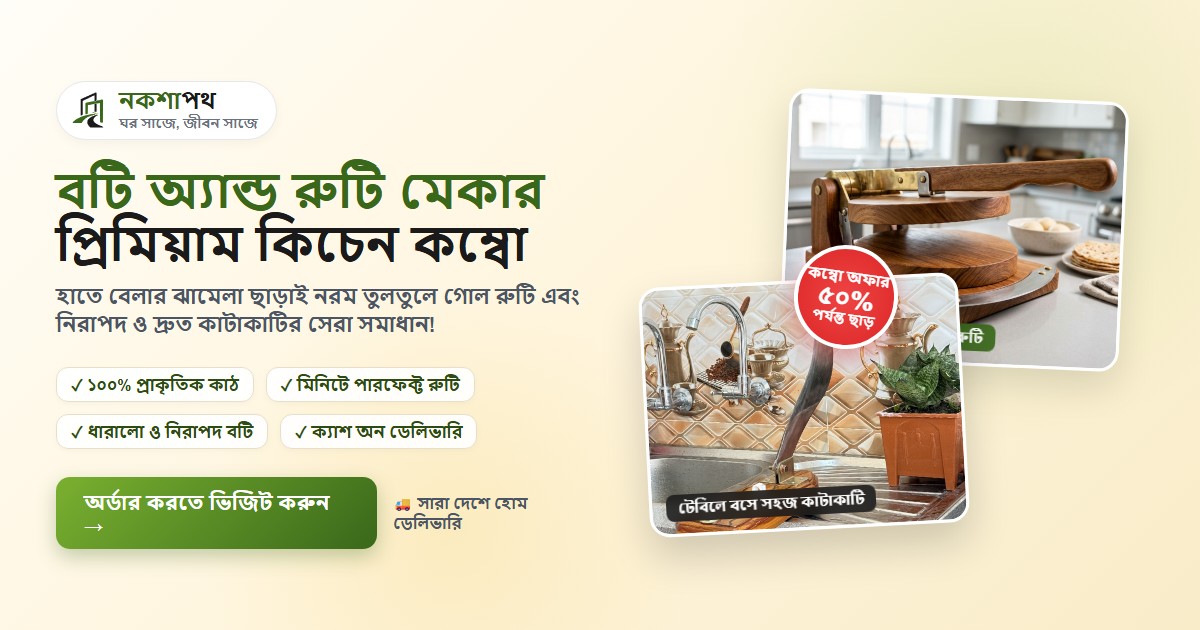 নকশাপথ
ঘর সাজে, জীবন সাজে
বটি অ্যান্ড রুটি মেকার
প্রিমিয়াম কিচেন কম্বো
হাতে বেলার ঝামেলা ছাড়াই নরম তুলতুলে গোল রুটি এবং
নিরাপদ ও দ্রুত কাটাকাটির সেরা সমাধান!
✓ ১০০% প্রাকৃতিক কাঠ
✓ মিনিটে পারফেক্ট রুটি
✓ ধারালো ও নিরাপদ বটি
✓ ক্যাশ অন ডেলিভারি
অর্ডার করতে ভিজিট করুন
→
🚚 সারা দেশে হোম
ডেলিভারি
কম্বো অফার
৫০%
পর্যন্ত ছাড়
রুটি
টেবিলে বসে সহজ কাটাকাটি